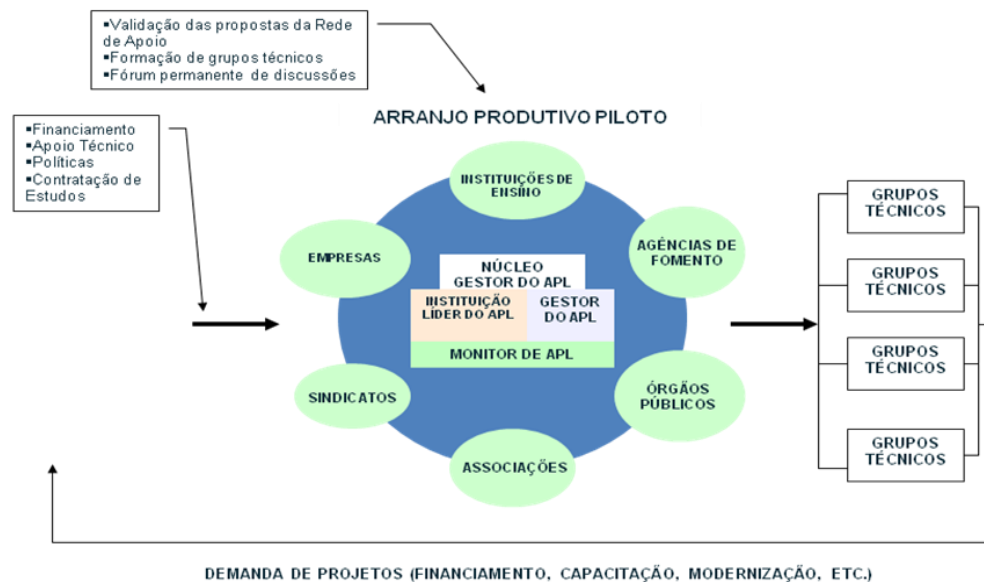 ▪Validação das propostas da Rede
de Apoio
▪Formação de grupos técnicos
▪Fórum permanente de discussões
▪Financiamento
▪Apoio Técnico
▪Políticas
▪Contratação de
Estudos
ARRANJO PRODUTIVO PILOTO
INSTITUIÇÕES DE
ENSINO
EMPRESAS
AGÊNCIAS DE
FOMENTO
NÚCLEO
GESTOR DO APL
INSTITUIÇÃO
LÍDER DO APL
GESTOR
DO APL
MONITOR DE APL
SINDICATOS
ÓRGÃOS
PÚBLICOS
ASSOCIAÇÕES
GRUPOS
TÉCNICOS
GRUPOS
TÉCNICOS
GRUPOS
TÉCNICOS
GRUPOS
TÉCNICOS
DEMANDA DE PROJETOS (FINANCIAMENTO, CAPACITAÇÃO, MODERNIZAÇÃO, ETC.)